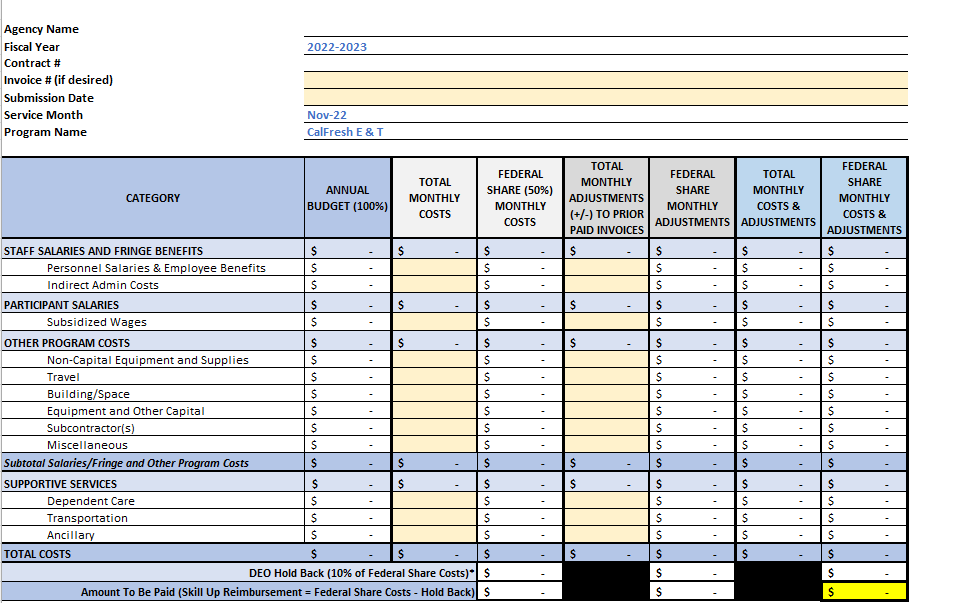 Agency Name
Fiscal Year 2022-2023
Contract #
Invoice # (if desired)
Submission Date
Service Month Nov-22
Program Name CalFresh E & T
CATEGORY
ANNUAL
BUDGET (100%)
TOTAL
MONTHLY
COSTS
FEDERAL
SHARE (50%)
MONTHLY
COSTS
TOTAL
MONTHLY
ADJUSTMENTS
(+/-) TO PRIOR
PAID INVOICES
FEDERAL
SHARE
MONTHLY
ADJUSTMENTS
TOTAL
MONTHLY
COSTS &
ADJUSTMENTS
FEDERAL
SHARE
MONTHLY
COSTS &
ADJUSTMENTS
STAFF SALARIES AND FRINGE BENEFITS $ - $ - $ - $ - $ - $ - $ -
Personnel Salaries & Employee Benefits $ - $ - $ - $ - $ -
Indirect Admin Costs $ - $ - $ - $ - $ -
PARTICIPANT SALARIES $ - $ - $ - $ - $ - $ - $ -
Subsidized Wages $ - $ - $ - $ - $ -
OTHER PROGRAM COSTS $ - $ - $ - $ - $ - $ - $ -
Non-Capital Equipment and Supplies $ - $ - $ - $ - $ -
Travel $ - $ - $ - $ - $ -
Building/Space $ - $ - $ - $ - $ -
Equipment and Other Capital $ - $ - $ - $ - $ -
Subcontractor(s) $ - $ - $ - $ - $ -
Miscellaneous $ - $ - $ - $ - $ -
Subtotal Salaries/Fringe and Other Program Costs $ - $ - $ - $ - $ - $ - $ -
SUPPORTIVE SERVICES $ - $ - $ - $ - $ - $ - $ -
Dependent Care $ - $ - $ - $ - $ -
Transportation $ - $ - $ - $ - $ -
Ancillary $ - $ - $ - $ - $ -
TOTAL COSTS $ - $ - $ - $ - $ - $ - $ -
DEO Hold Back (10% of Federal Share Costs)* $ - $ - $ -
Amount To Be Paid (Skill Up Reimbursement = Federal Share Costs - Hold Back) $ - $ - $ -